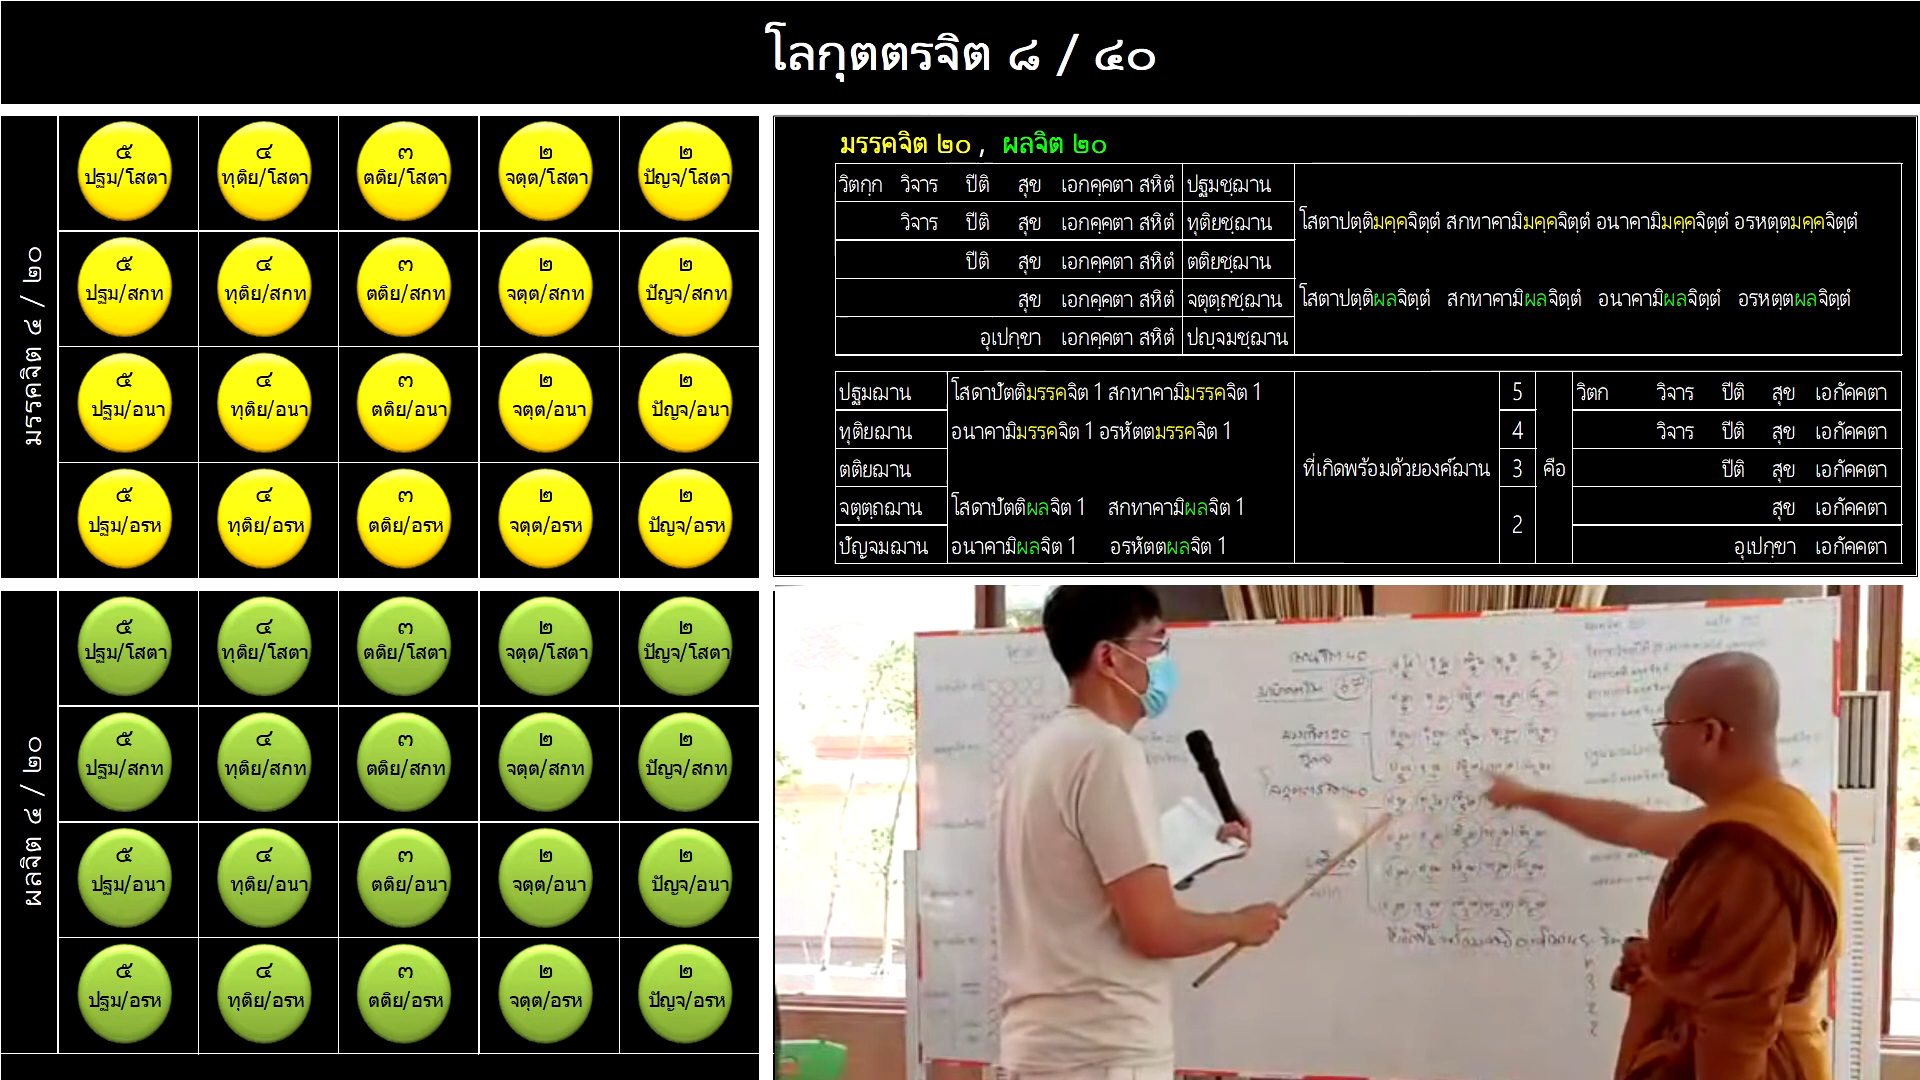 โลกุตตรจิต ๘ / ๔๐
มรรคจิต ๔ / ๒๐
๕ ๔ ๓ ๒ ๒
ปฐม/โสตา ทุติย/โสตา ตติย/โสตา จตุต/โสตา ปัญจ/โสตา
๕ ๔ ๓ ๒ ๒
ปฐม/สกท ทุติย/สกท ตติย/สกท จตุต/สกท ปัญจ/สกท
๕ ๔ ๓ ๒ ๒
ปฐม/อนา ทุติย/อนา ตติย/อนา จตุต/อนา ปัญจ/อนา
๕ ๔ ๓ ๒ ๒
ปฐม/อรห ทุติย/อรห ตติย/อรห จตุต/อรห ปัญจ/อรห
ผลจิต ๔ / ๒๐
๕ ๔ ๓ ๒ ๒
ปฐม/โสตา ทุติย/โสตา ตติย/โสตา จตุต/โสตา ปัญจ/โสตา
๕ ๔ ๓ ๒ ๒
ปฐม/สกท ทุติย/สกท ตติย/สกท จตุต/สกท ปัญจ/สกท
๕ ๔ ๓ ๒ ๒
ปฐม/อนา ทุติย/อนา ตติย/อนา จตุต/อนา ปัญจ/อนา
๕ ๔ ๓ ๒ ๒
ปฐม/อรห ทุติย/อรห ตติย/อรห จตุต/อรห ปัญจ/อรห
มรรคจิต ๒๐ , ผลจิต ๒๐
วิตกฺก วิจาร ปีติ สุข เอกคฺคตา สหิตํ ปฐมชฺฌาน
วิจาร ปีติ สุข เอกคฺคตา สหิตํ ทุติยชฺฌาน
ปีติ สุข เอกคฺคตา สหิตํ ตติยชฺฌาน
สุข เอกคฺคตา สหิตํ จตุตฺถชฺฌาน
อุเปกฺขา เอกคฺคตา สหิตํ ปญฺจมชฺฌาน
โสตาปตฺติมคฺคจิตฺตํ สกทาคามิมคฺคจิตฺตํ อนาคามิมคฺคจิตฺตํ อรหตฺตมคฺคจิตฺตํ
โสตาปตฺติผลจิตฺตํ สกทาคามิผลจิตฺตํ อนาคามิผลจิตฺตํ อรหตฺตผลจิตฺตํ
ปฐมฌาน โสดาปัตติมรรคจิต 1 สกทาคามิมรรคจิต 1
ทุติยฌาน อนาคามิมรรคจิต 1 อรหัตตมรรคจิต 1
ตติยฌาน
จตุตฺถฌาน โสดาปัตติผลจิต 1 สกทาคามิผลจิต 1
ปัญจมฌาน อนาคามิผลจิต 1 อรหัตตผลจิต 1
ที่เกิดพร้อมด้วยองค์ฌาน
5
4
3
2
คือ
วิตก วิจาร ปีติ สุข เอกัคคตา
วิจาร ปีติ สุข เอกัคคตา
ปีติ สุข เอกัคคตา
สุข เอกัคคตา
อุเปกฺขา เอกัคคตา